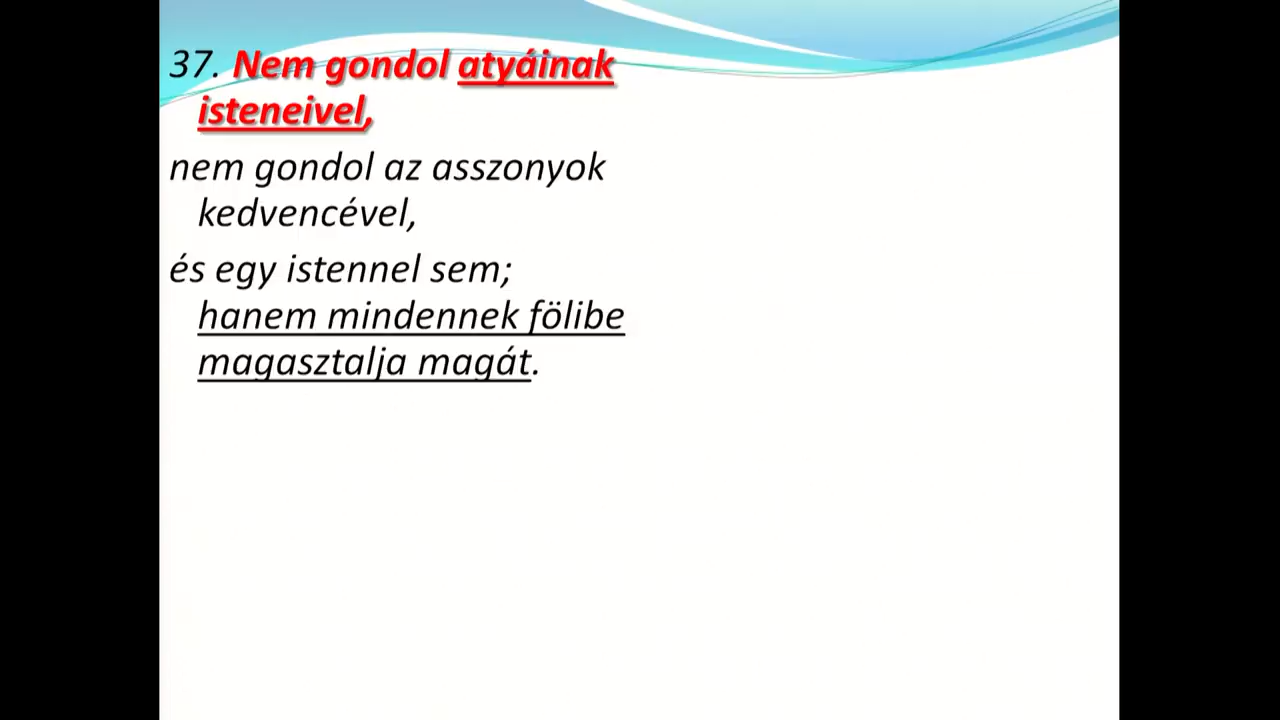 37. Nem gondol atyáinak
isteneivel,
nem gondol az asszonyok
kedvencével,
és egy istennel sem;
hanem mindennek fölibe
magasztalja magát.